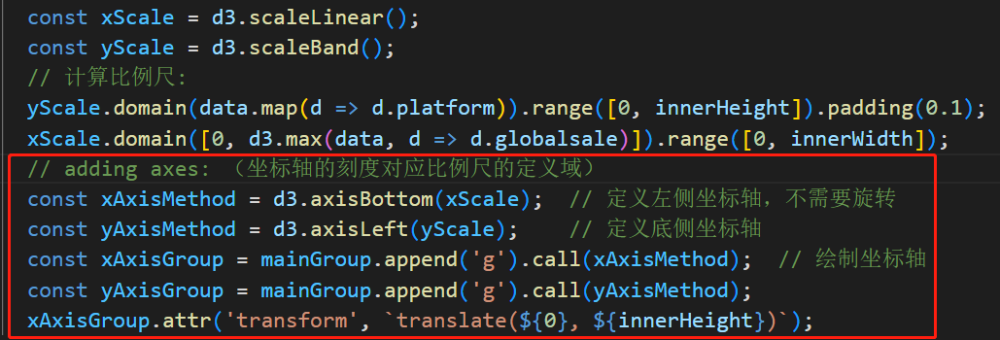 const xScale = d3.scaleLinear();
const yScale = d3.scaleBand();
// 计算比例尺:
yScale.domain(data.map(d => d.platform)).range([0, innerHeight]).padding(0.1);
xScale.domain([0, d3.max(data, d => d.globalsale)]).range([0, innerWidth]);
// adding axes: （坐标轴的刻度对应比例尺的定义域）
const xAxisMethod = d3.axisBottom(xScale);  // 定义左侧坐标轴，不需要旋转
const yAxisMethod = d3.axisLeft(yScale);    // 定义底侧坐标轴
const xAxisGroup = mainGroup.append('g').call(xAxisMethod);  // 绘制坐标轴
const yAxisGroup = mainGroup.append('g').call(yAxisMethod);
xAxisGroup.attr('transform', `translate(${0}, ${innerHeight})`);